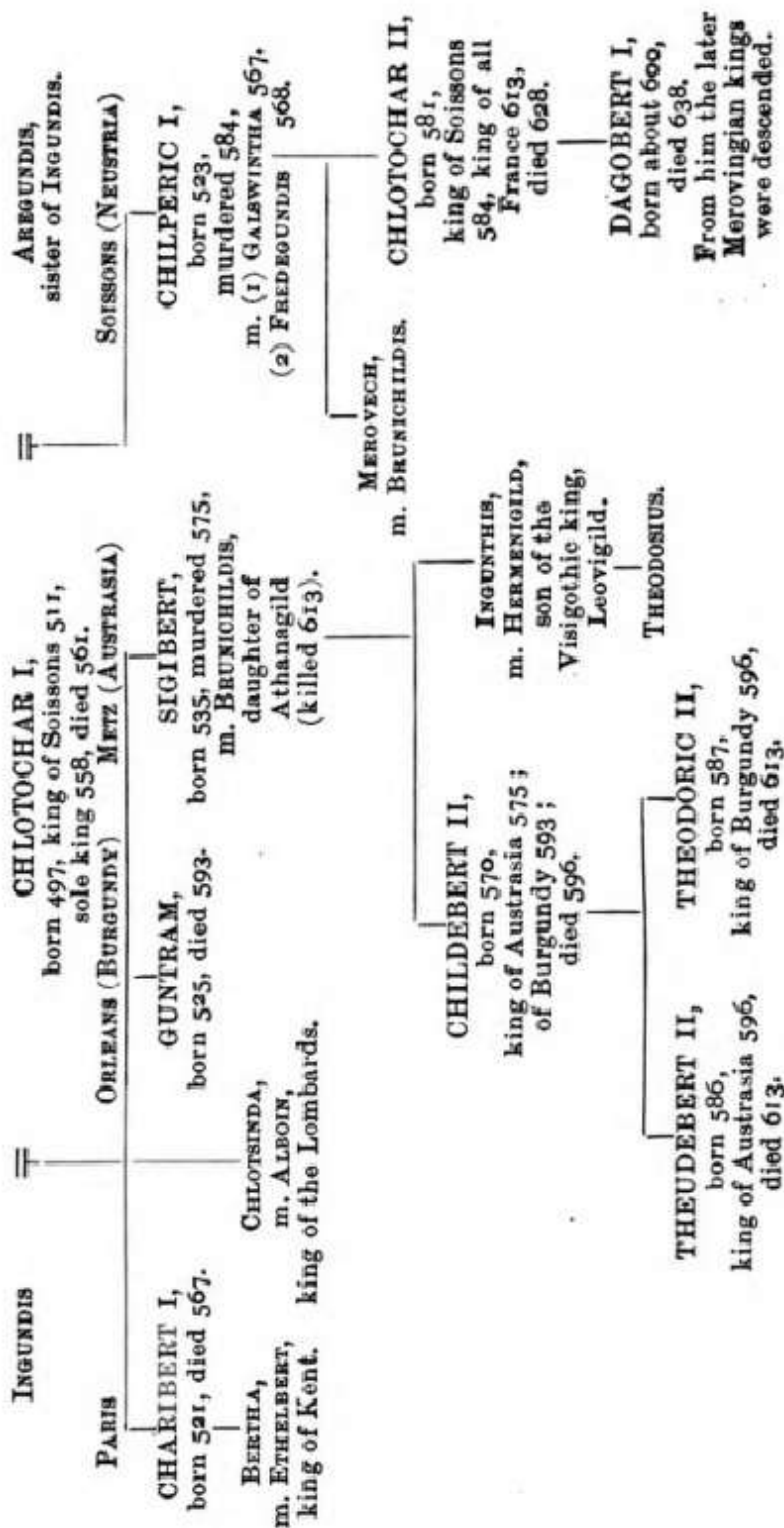 INGUNDIS
CHLOTOCHAR I,
born 497, king of Soissons 511,
sole king 558, died 561.
AREGUNDIS,
sister of INGUNDIS.
PARIS
ORLEANS (BURGUNDY)
METZ (AUSTRASIA)
SOISSONS (NEUSTRIA)
CHARIBERT I,
born 521, died 567.
BERTHA,
m. ETHELBERT,
king of Kent.
CHLOTSINDA,
m. ALBOIN,
king of the Lombards.
GUNTRAM,
born 525, died 593.
SIGIBERT,
born 535, murdered 575,
m. BRUNICHILDIS,
daughter of
Athanagild
(killed 613).
CHILPERIC I,
born 523,
murdered 584,
m. (1) GALSWINTHA 567.
(2) FREDEGUNDIS
568.
CHILDEBERT II,
born 570,
king of Austrasia 575;
of Burgundy 593;
died 596.
INGUNTHIS,
m. HERMENIGILD,
son of the
Visigothic king,
Leovigild.
THEODOSIUS.
MEROVECH,
m. BRUNICHILDIS.
CHLOTOCHAR II,
born 581,
king of Soissons
584, king of all
France 613,
died 628.
THEUDEBERT II,
born 586,
king of Austrasia 596,
died 613.
THEODORIC II,
born 587,
king of Burgundy 596,
died 613.
DAGOBERT I,
born about 600,
died 638.
From him the later
Merovingian kings
were descended.